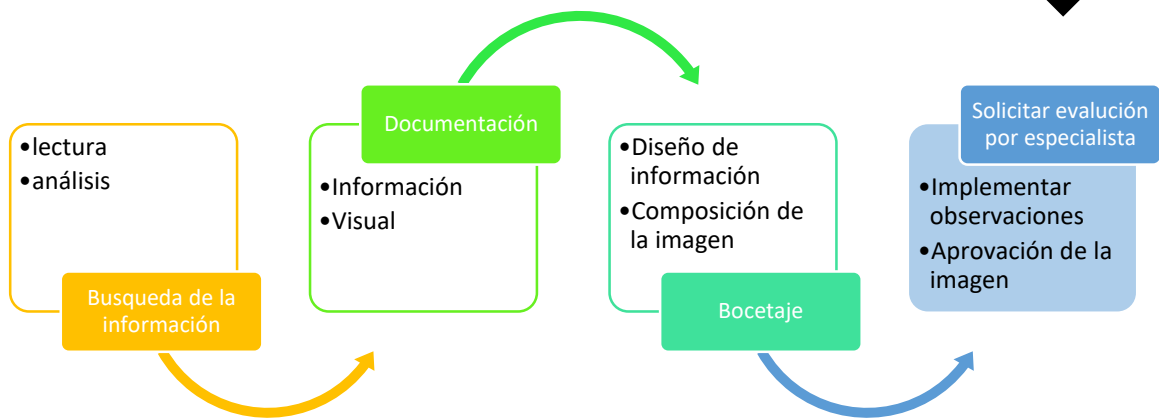 •lectura
•análisis
Busqueda de la
información
Documentación
•Información
•Visual
•Diseño de
información
•Composición de
la imagen
Bocetaje
Solicitar evalución
por especialista
•Implementar
observaciones
•Aprovación de la
imagen